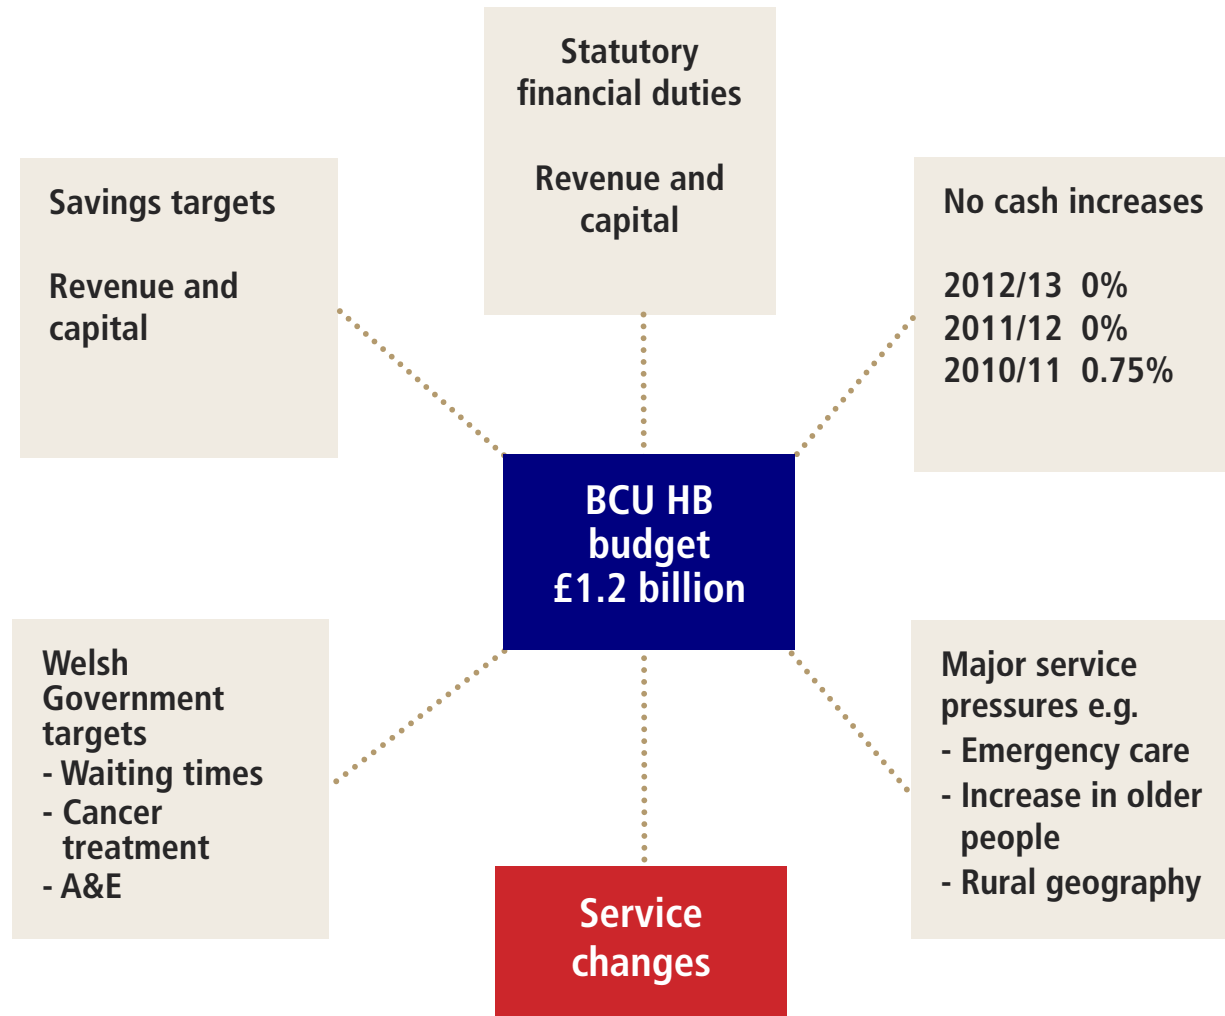 Statutory
financial duties
Revenue and
capital
Savings targets
Revenue and
capital
No cash increases
2012/13 0%
2011/12 0%
2010/11 0.75%
BCU HB
budget
£1.2 billion
Welsh
Government
targets
- Waiting times
- Cancer
treatment
- A&E
Major service
pressures e.g.
- Emergency care
- Increase in older
people
- Rural geography
Service
changes